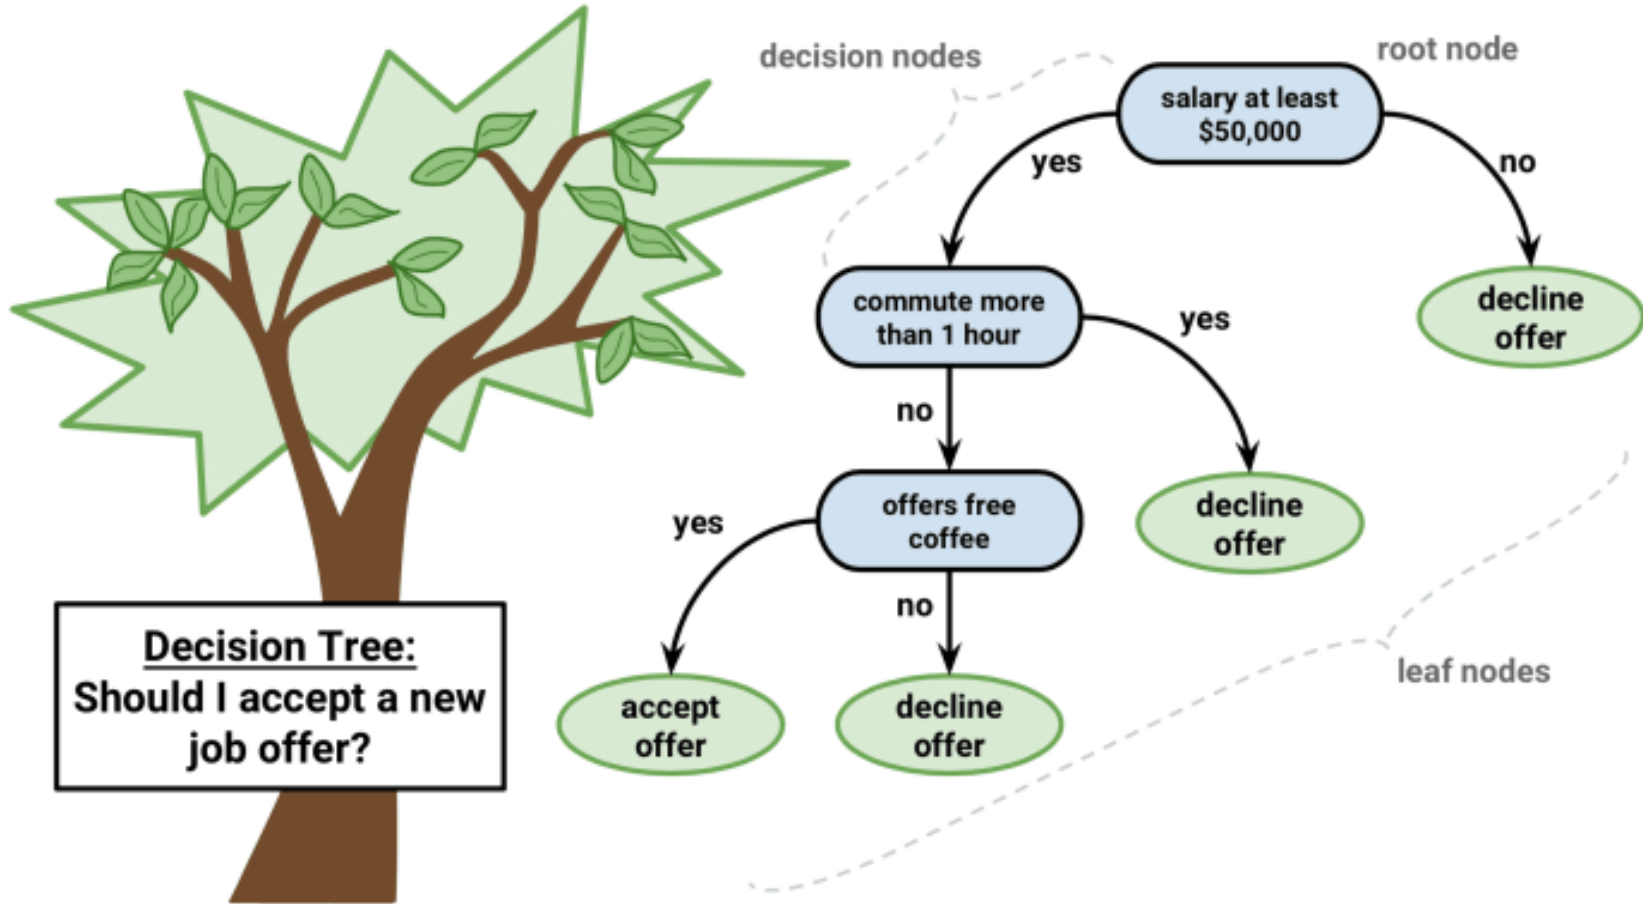 decision nodes
root node
salary at least
$50,000
yes
no
commute more
than 1 hour
decline
offer
yes
no
offers free
coffee
decline
offer
yes
no
accept
offer
decline
offer
leaf nodes
Decision Tree:
Should I accept a new
job offer?